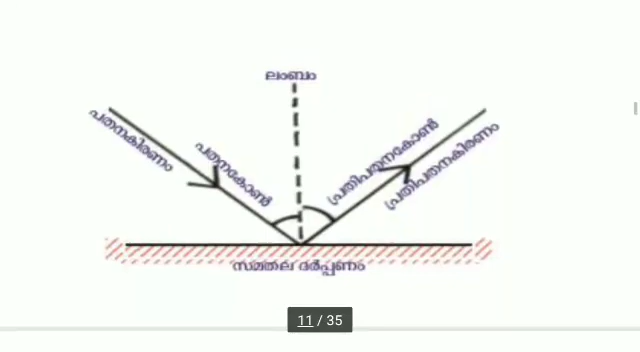 ലംബം
പതനകിരണം
പതനകോൺ
പ്രതിപതനകോൺ
പ്രതിപതനകിരണം
സമതല ദർപ്പണം
11 / 35